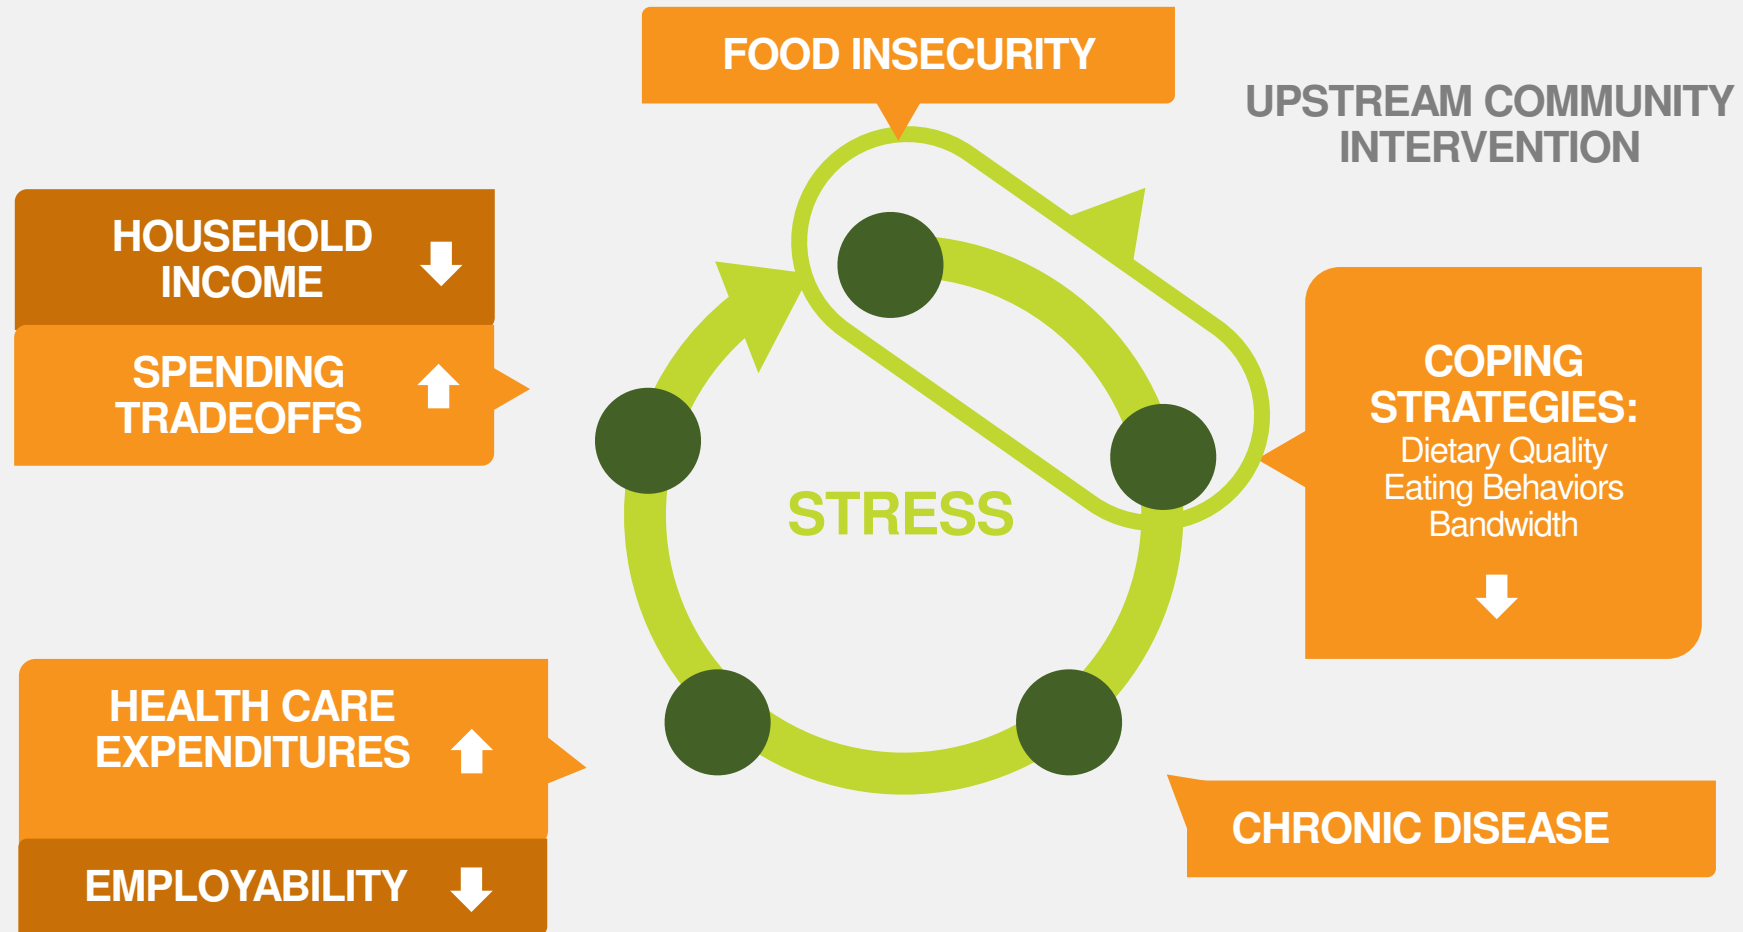 FOOD INSECURITY
UPSTREAM COMMUNITY
INTERVENTION
HOUSEHOLD
INCOME
SPENDING
TRADEOFFS
COPING
STRATEGIES:
Dietary Quality
Eating Behaviors
Bandwidth
STRESS
HEALTH CARE
EXPENDITURES
EMPLOYABILITY
CHRONIC DISEASE